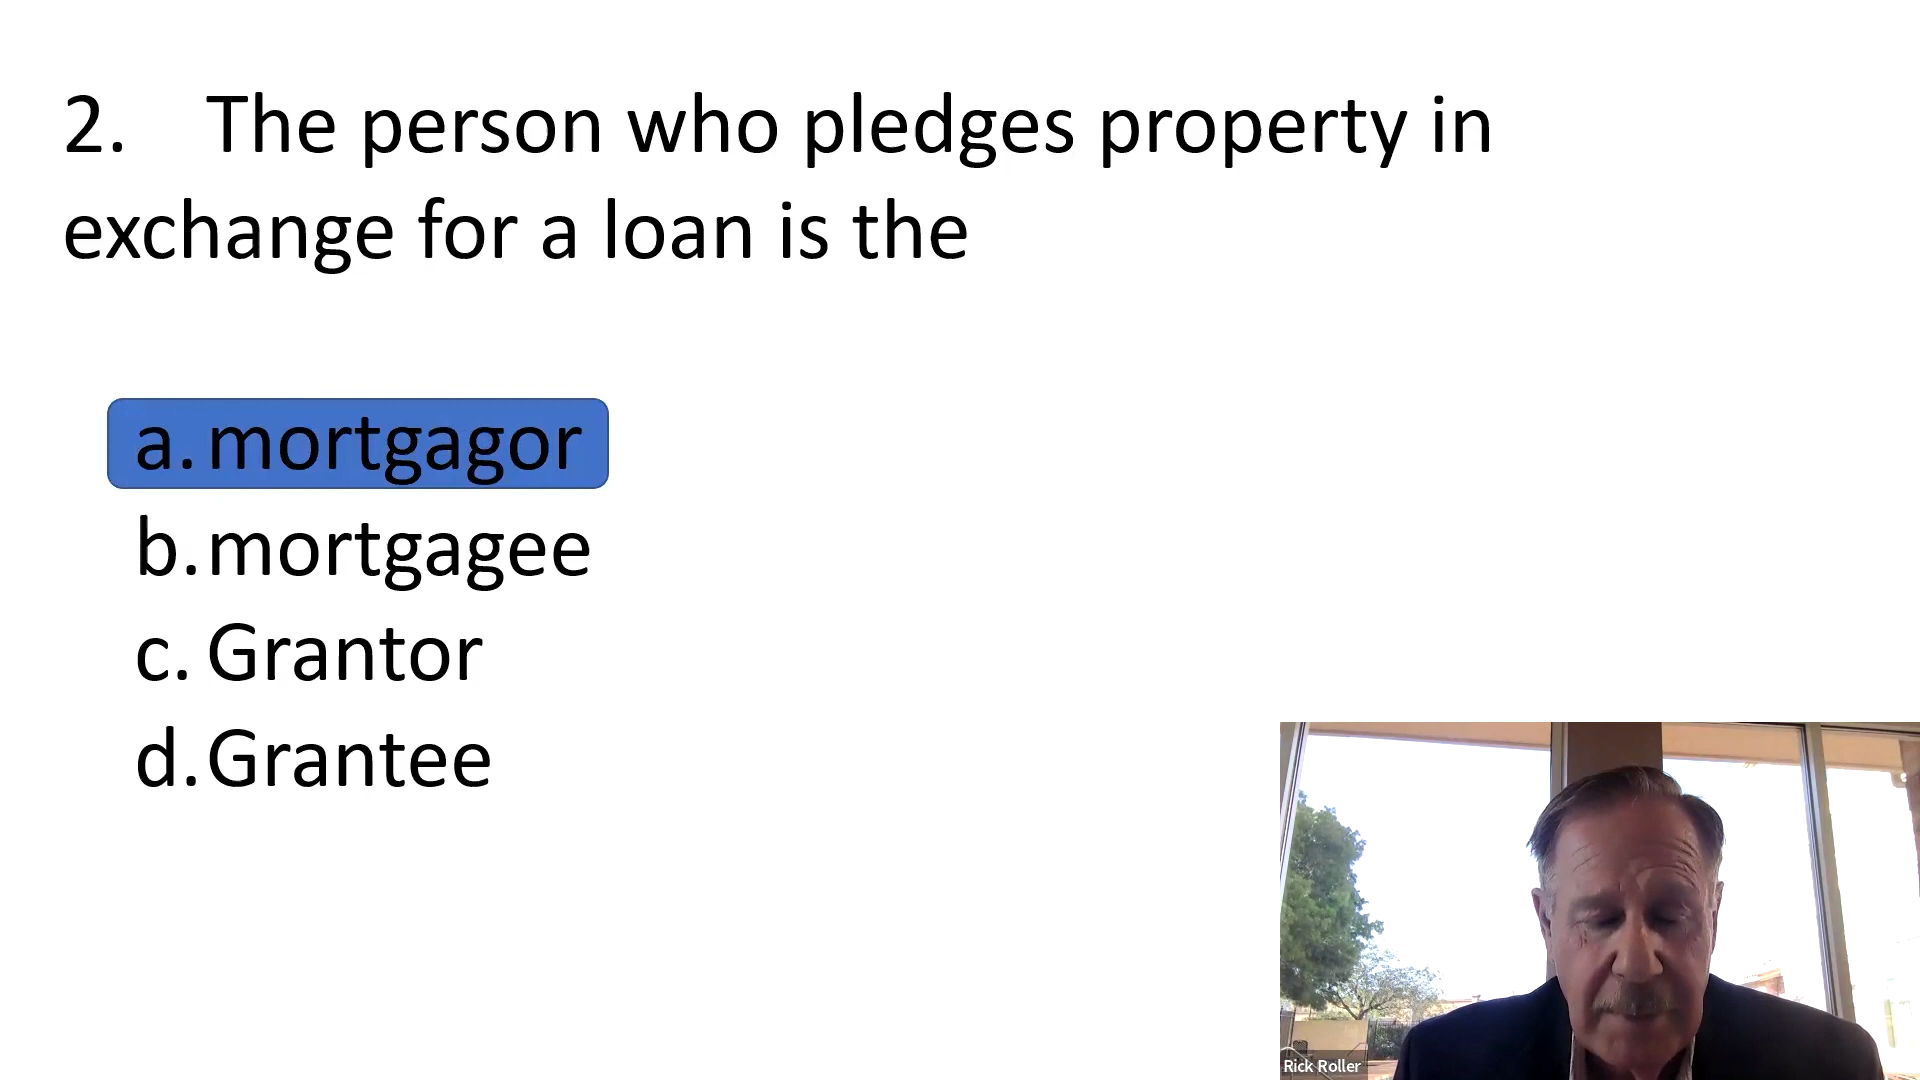 2. The person who pledges property in
exchange for a loan is the
a. mortgagor
b. mortgagee
c. Grantor
d. Grantee
Rick Roller